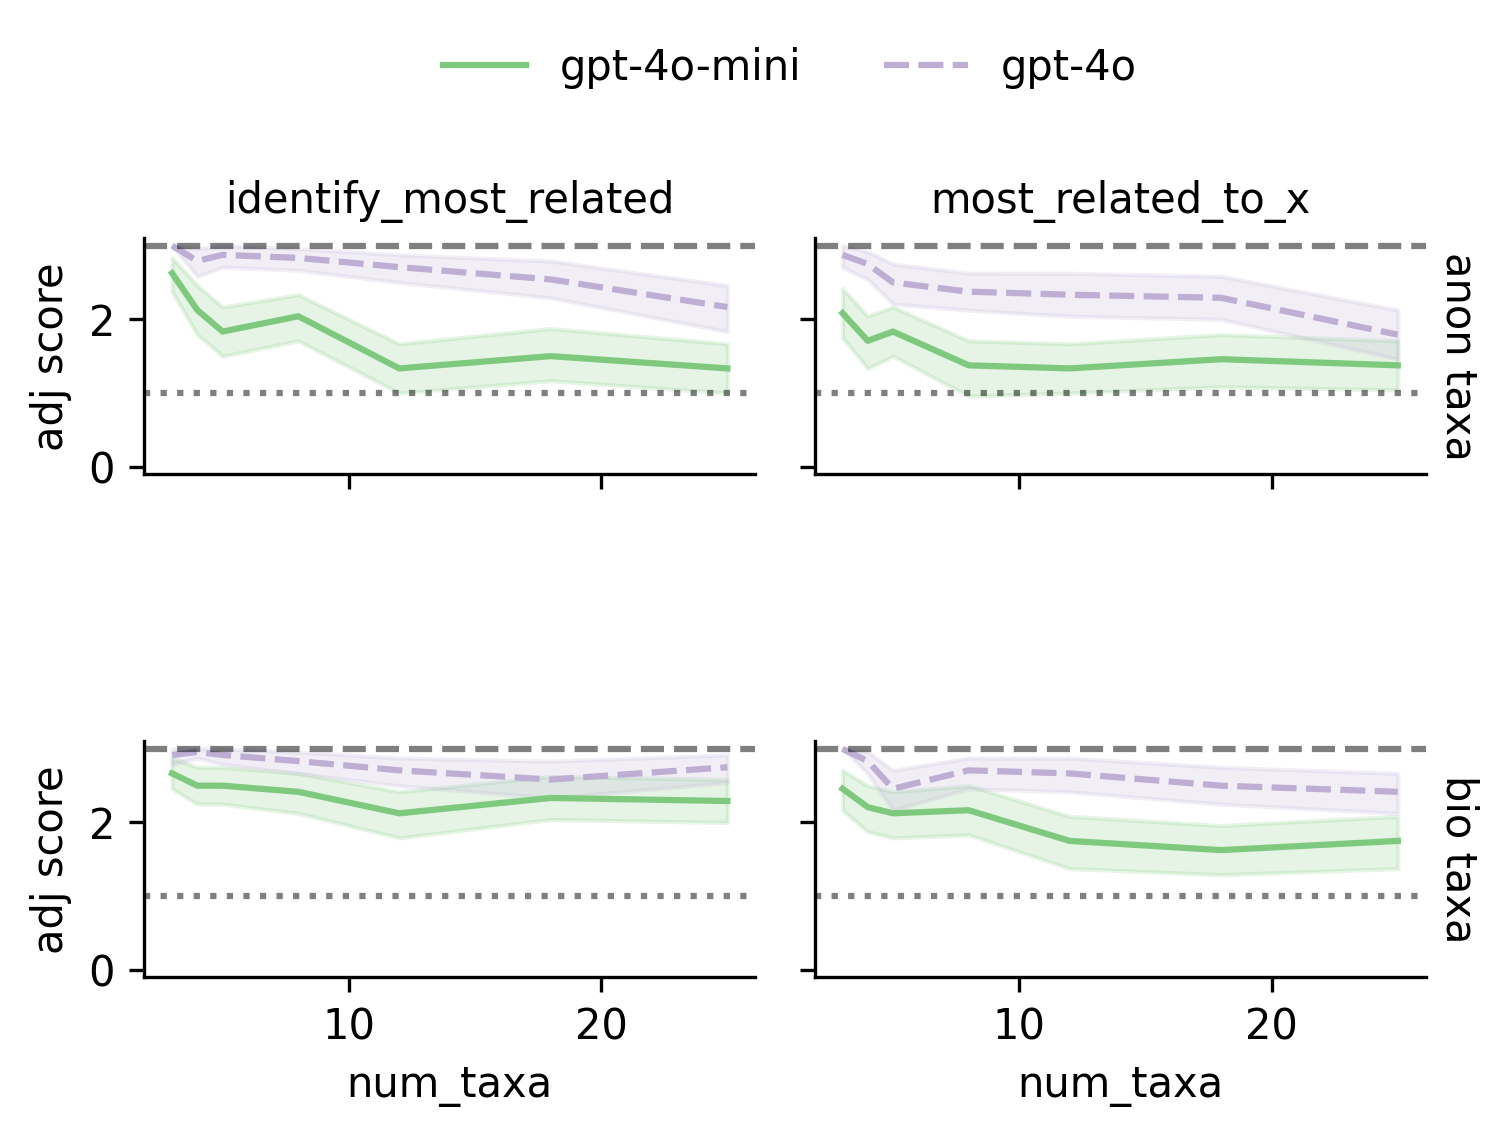 gpt-4o-mini gpt-4o
identify_most_related most_related_to_x
adj score
2
0
anon taxa
adj score
2
0
bio taxa
10 20 10 20
num_taxa num_taxa